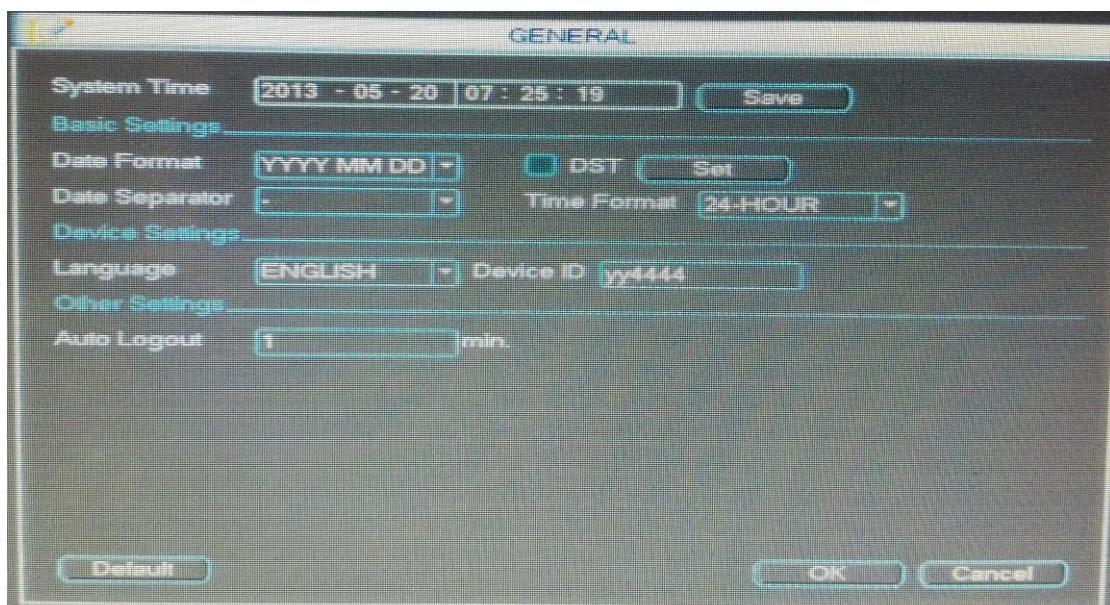 GENERAL
System Time 2013 - 05 - 20 07 : 25 : 19 Save
Basic Settings
Date Format YYYY MM DD DST Set
Date Separator - Time Format 24-HOUR
Device Settings
Language ENGLISH Device ID yy4444
Other Settings
Auto Logout 1 min.
Default OK Cancel